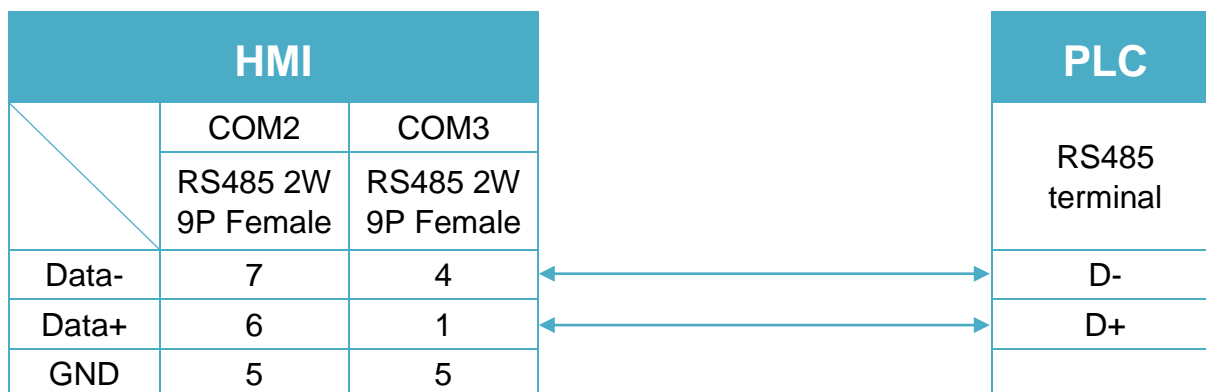 HMI
PLC
COM2 COM3
RS485 2W
9P Female
RS485 2W
9P Female
RS485
terminal
Data- 7 4 D-
Data+ 6 1 D+
GND 5 5